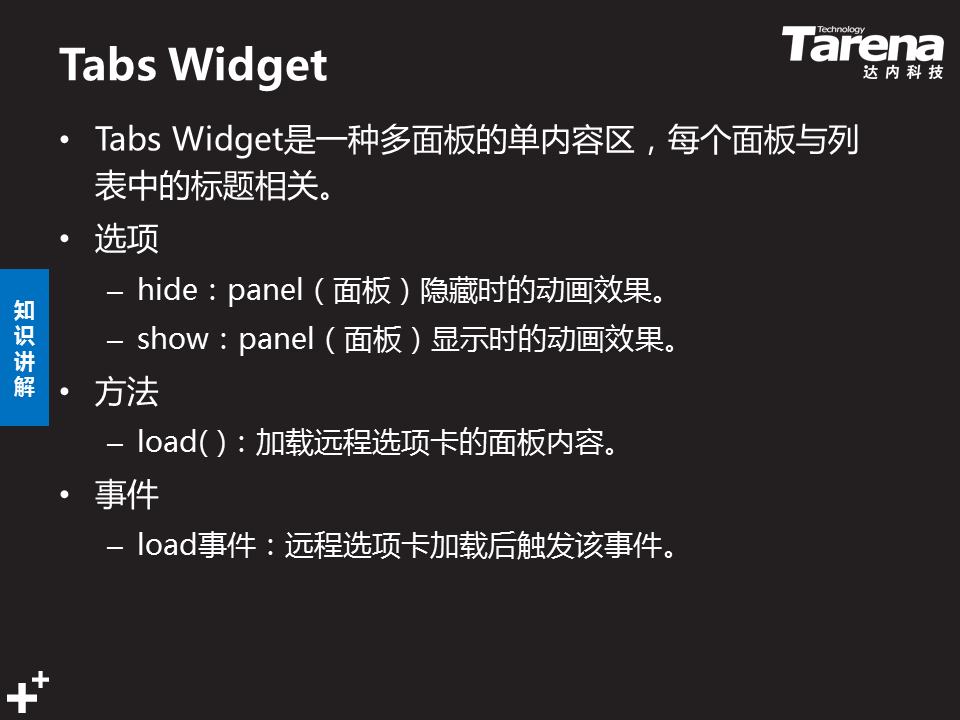 Tabs Widget
Technology
Tarena
达内科技
• Tabs Widget是一种多面板的单内容区，每个面板与列
表中的标题相关。
• 选项
– hide：panel（面板）隐藏时的动画效果。
– show：panel（面板）显示时的动画效果。
• 方法
– load( )：加载远程选项卡的面板内容。
• 事件
– load事件：远程选项卡加载后触发该事件。
知
识
讲
解